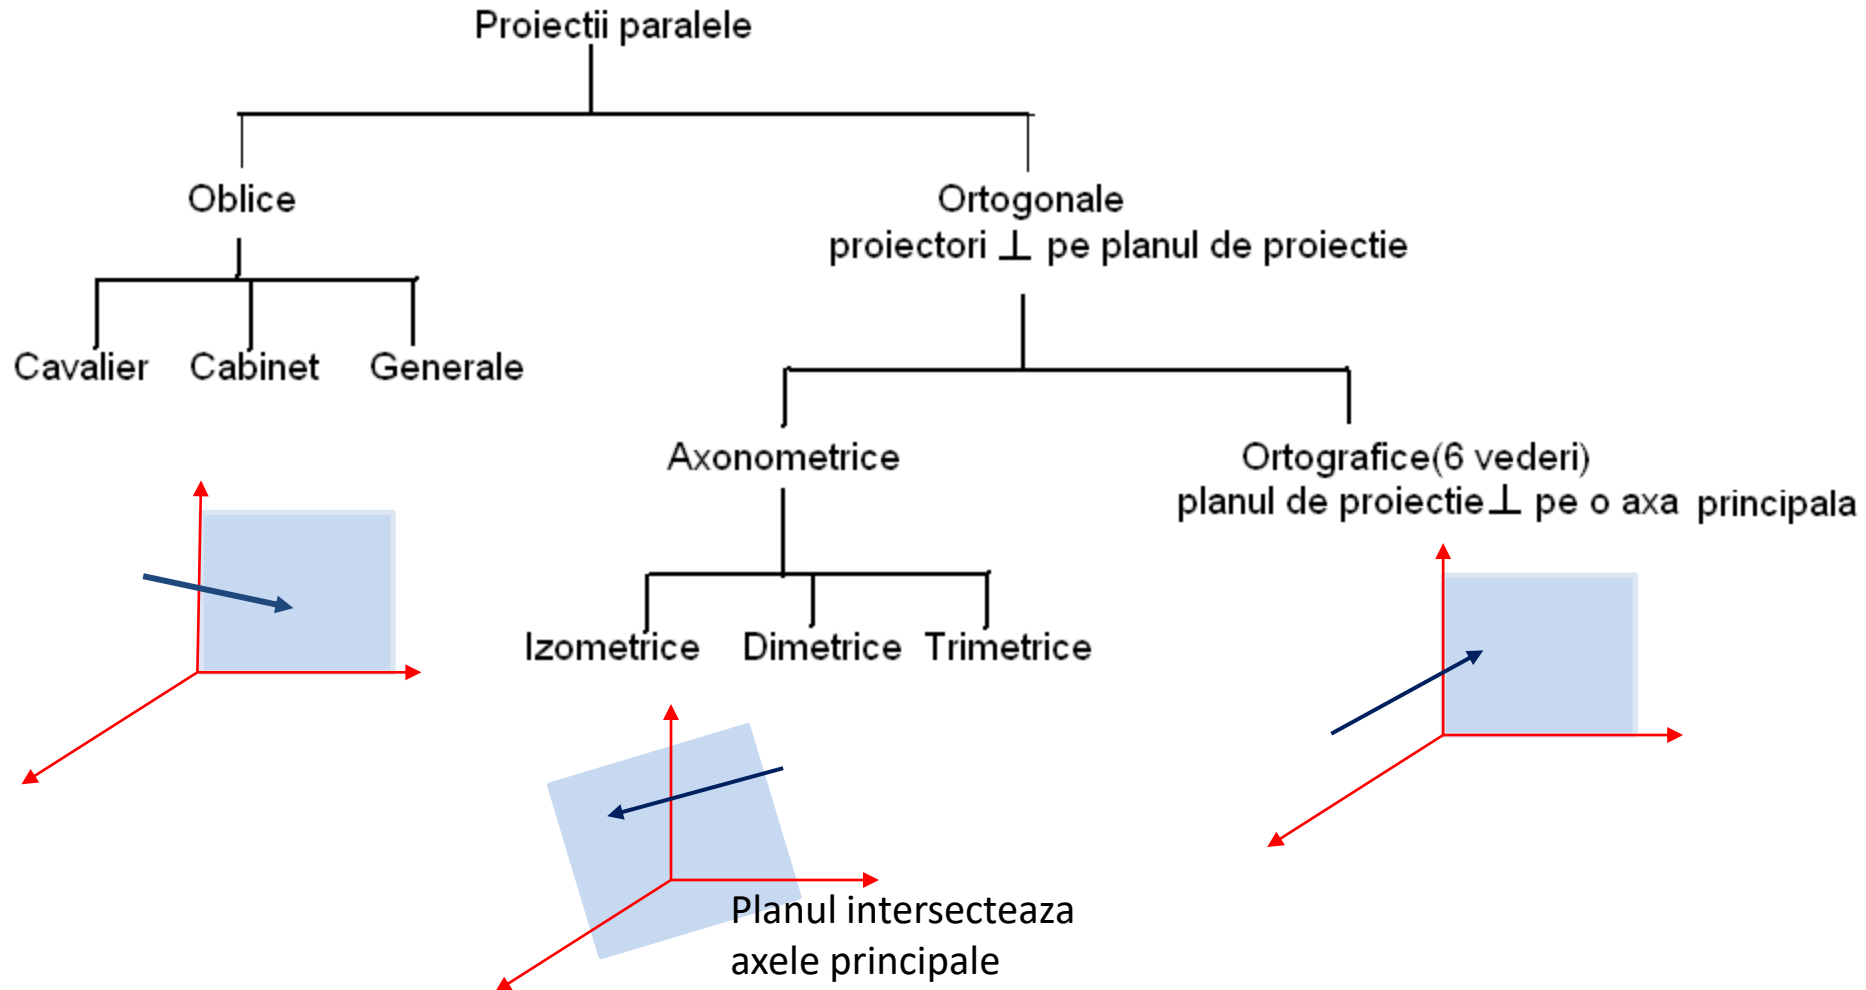 Proiectii paralele
Oblice
Ortogonale
proiectori ⊥ pe planul de proiectie
Cavalier Cabinet Generale
Axonometrice
Ortografice(6 vederi)
planul de proiectie ⊥ pe o axa principala
Izometrice Dimetrice Trimetrice
Planul intersecteaza
axele principale